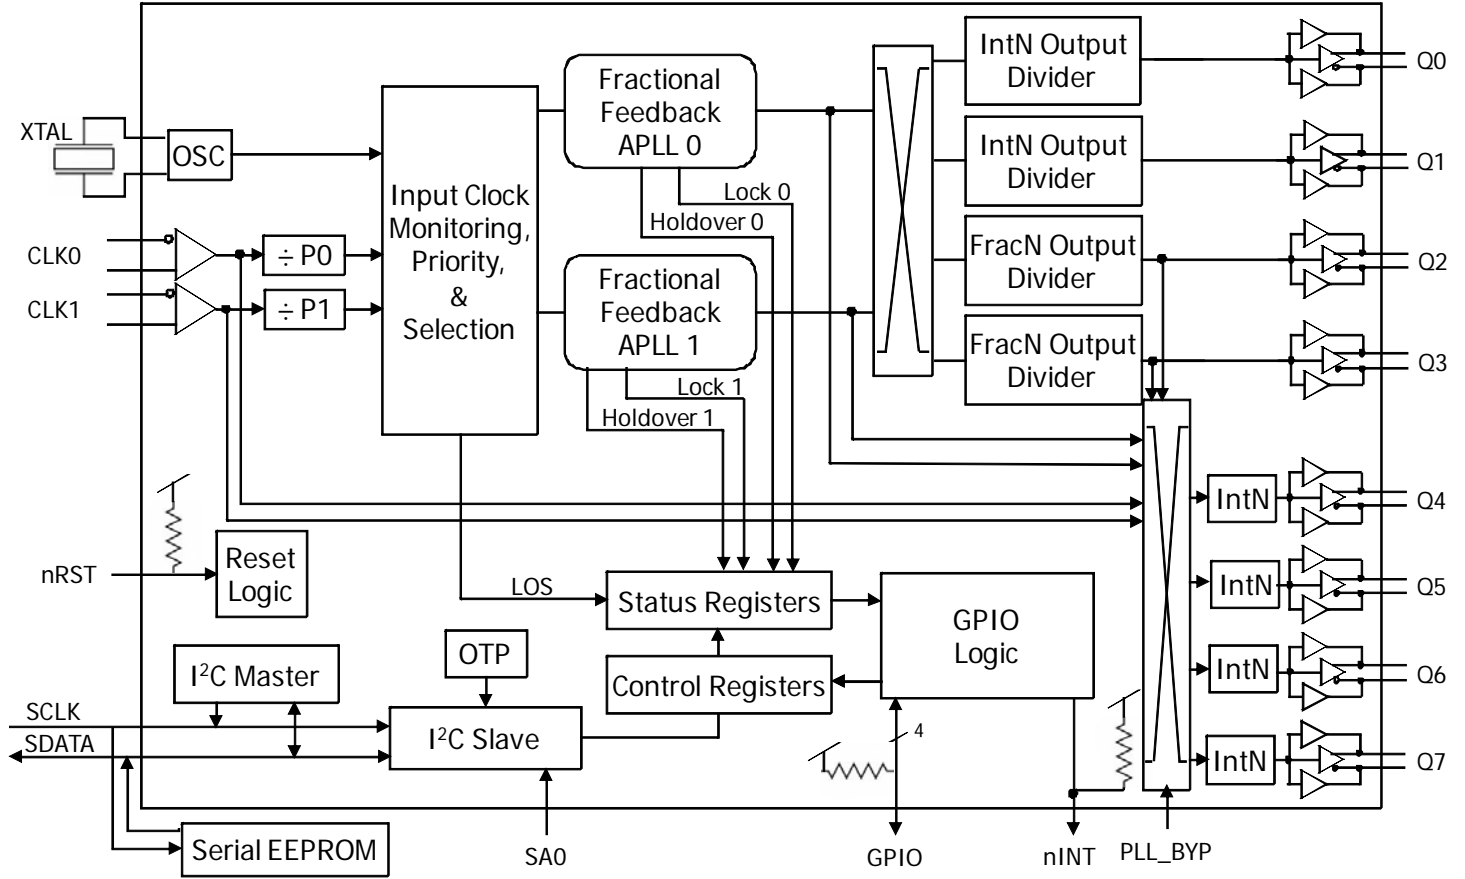 XTAL
OSC
CLK0
CLK1
÷ P0
÷ P1
Input Clock
Monitoring,
Priority,
&
Selection
Fractional
Feedback
APLL 0
Lock 0
Holdover 0
Fractional
Feedback
APLL 1
Lock 1
Holdover 1
IntN Output
Divider
IntN Output
Divider
FracN Output
Divider
FracN Output
Divider
Q0
Q1
Q2
Q3
IntN
Q4
IntN
Q5
IntN
Q6
IntN
Q7
nRST
Reset
Logic
LOS
Status Registers
GPIO
Logic
OTP
Control Registers
I²C Master
SCLK
SDATA
I²C Slave
4
Serial EEPROM
SA0
GPIO
nINT
PLL_BYP